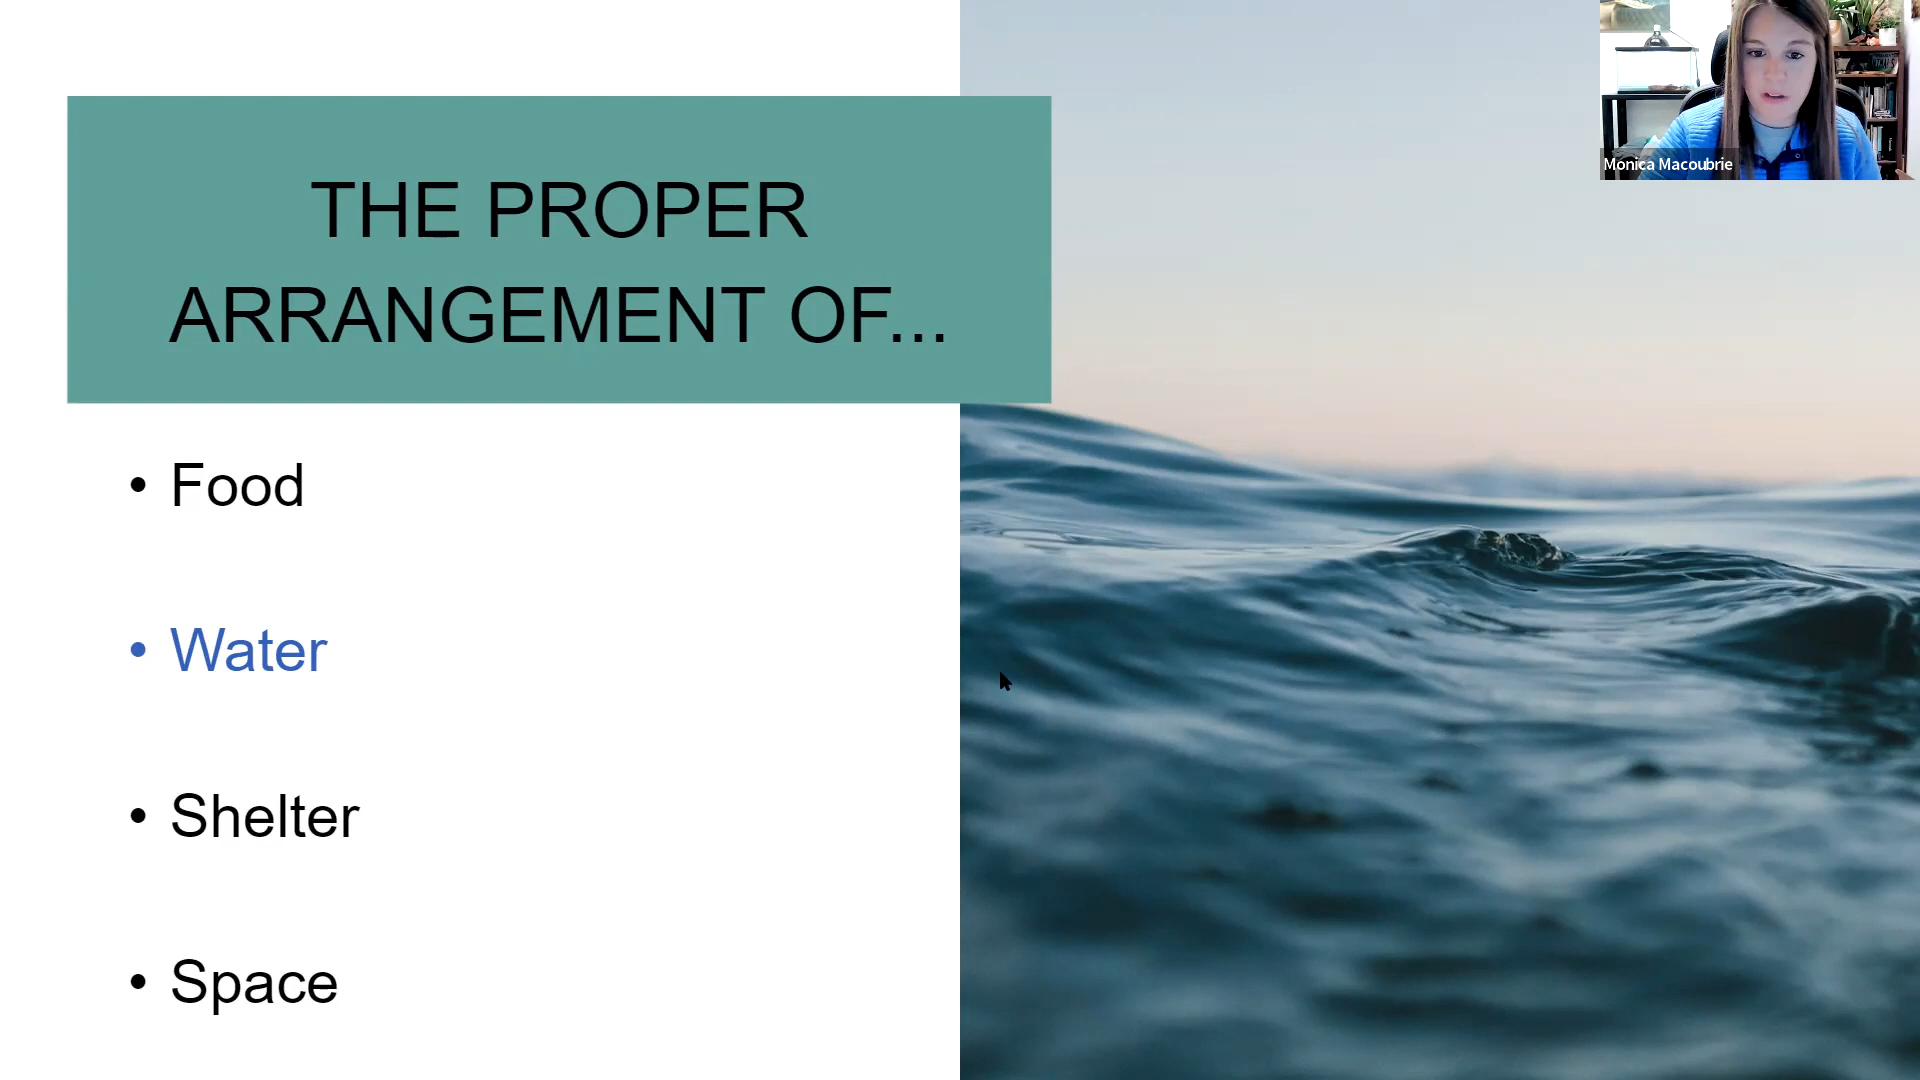 THE PROPER
ARRANGEMENT OF...
• Food
• Water
• Shelter
• Space
Monica Macoubrie